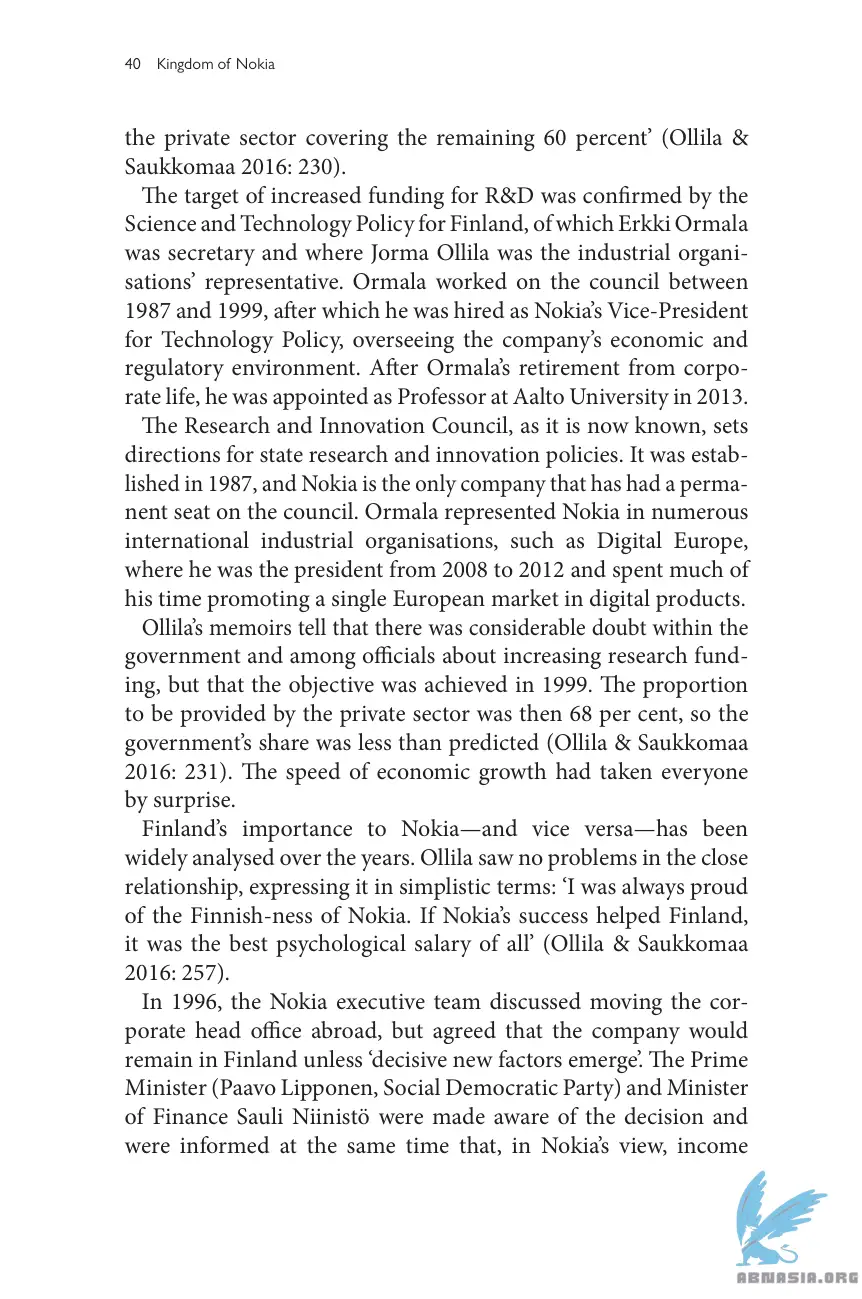 40 Kingdom of Nokia
the private sector covering the remaining 60 percent’ (Ollila &
Saukkomaa 2016: 230).
The target of increased funding for R&D was confirmed by the
Science and Technology Policy for Finland, of which Erkki Ormala
was secretary and where Jorma Ollila was the industrial organi-
sations’ representative. Ormala worked on the council between
1987 and 1999, after which he was hired as Nokia’s Vice-President
for Technology Policy, overseeing the company’s economic and
regulatory environment. After Ormala’s retirement from corpo-
rate life, he was appointed as Professor at Aalto University in 2013.
The Research and Innovation Council, as it is now known, sets
directions for state research and innovation policies. It was estab-
lished in 1987, and Nokia is the only company that has had a perma-
nent seat on the council. Ormala represented Nokia in numerous
international industrial organisations, such as Digital Europe,
where he was the president from 2008 to 2012 and spent much of
his time promoting a single European market in digital products.
Ollila’s memoirs tell that there was considerable doubt within the
government and among officials about increasing research fund-
ing, but that the objective was achieved in 1999. The proportion
to be provided by the private sector was then 68 per cent, so the
government’s share was less than predicted (Ollila & Saukkomaa
2016: 231). The speed of economic growth had taken everyone
by surprise.
Finland’s importance to Nokia—and vice versa—has been
widely analysed over the years. Ollila saw no problems in the close
relationship, expressing it in simplistic terms: ‘I was always proud
of the Finnish-ness of Nokia. If Nokia’s success helped Finland,
it was the best psychological salary of all’ (Ollila & Saukkomaa
2016: 257).
In 1996, the Nokia executive team discussed moving the cor-
porate head office abroad, but agreed that the company would
remain in Finland unless ‘decisive new factors emerge’. The Prime
Minister (Paavo Lipponen, Social Democratic Party) and Minister
of Finance Sauli Niinistö were made aware of the decision and
were informed at the same time that, in Nokia’s view, income
ABNASIA.ORG